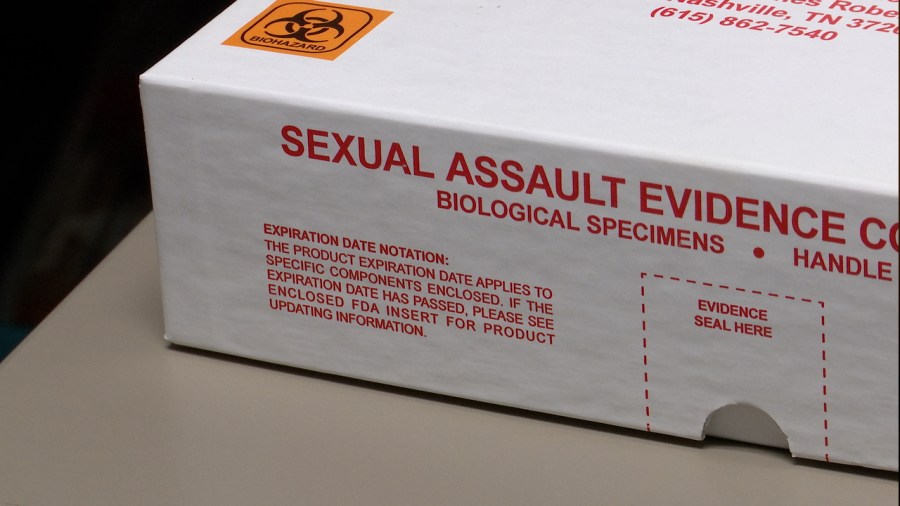 BIOHAZARD
Nashville, TN
(615) 862-7540
SEXUAL ASSAULT EVIDENCE
BIOLOGICAL SPECIMENS • HANDLE
EXPIRATION DATE NOTATION:
THE PRODUCT EXPIRATION DATE APPLIES TO
SPECIFIC COMPONENTS ENCLOSED. IF THE
EXPIRATION DATE HAS PASSED, PLEASE SEE
ENCLOSED FDA INSERT FOR PRODUCT
UPDATING INFORMATION.
EVIDENCE
SEAL HERE